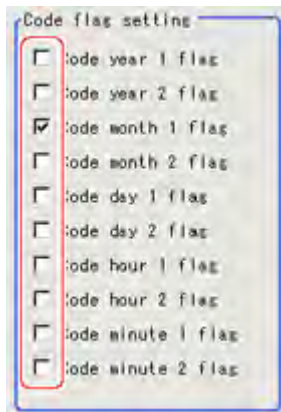 Code flag setting
Code year 1 flag
Code year 2 flag
Code month 1 flag
Code month 2 flag
Code day 1 flag
Code day 2 flag
Code hour 1 flag
Code hour 2 flag
Code minute 1 flag
Code minute 2 flag